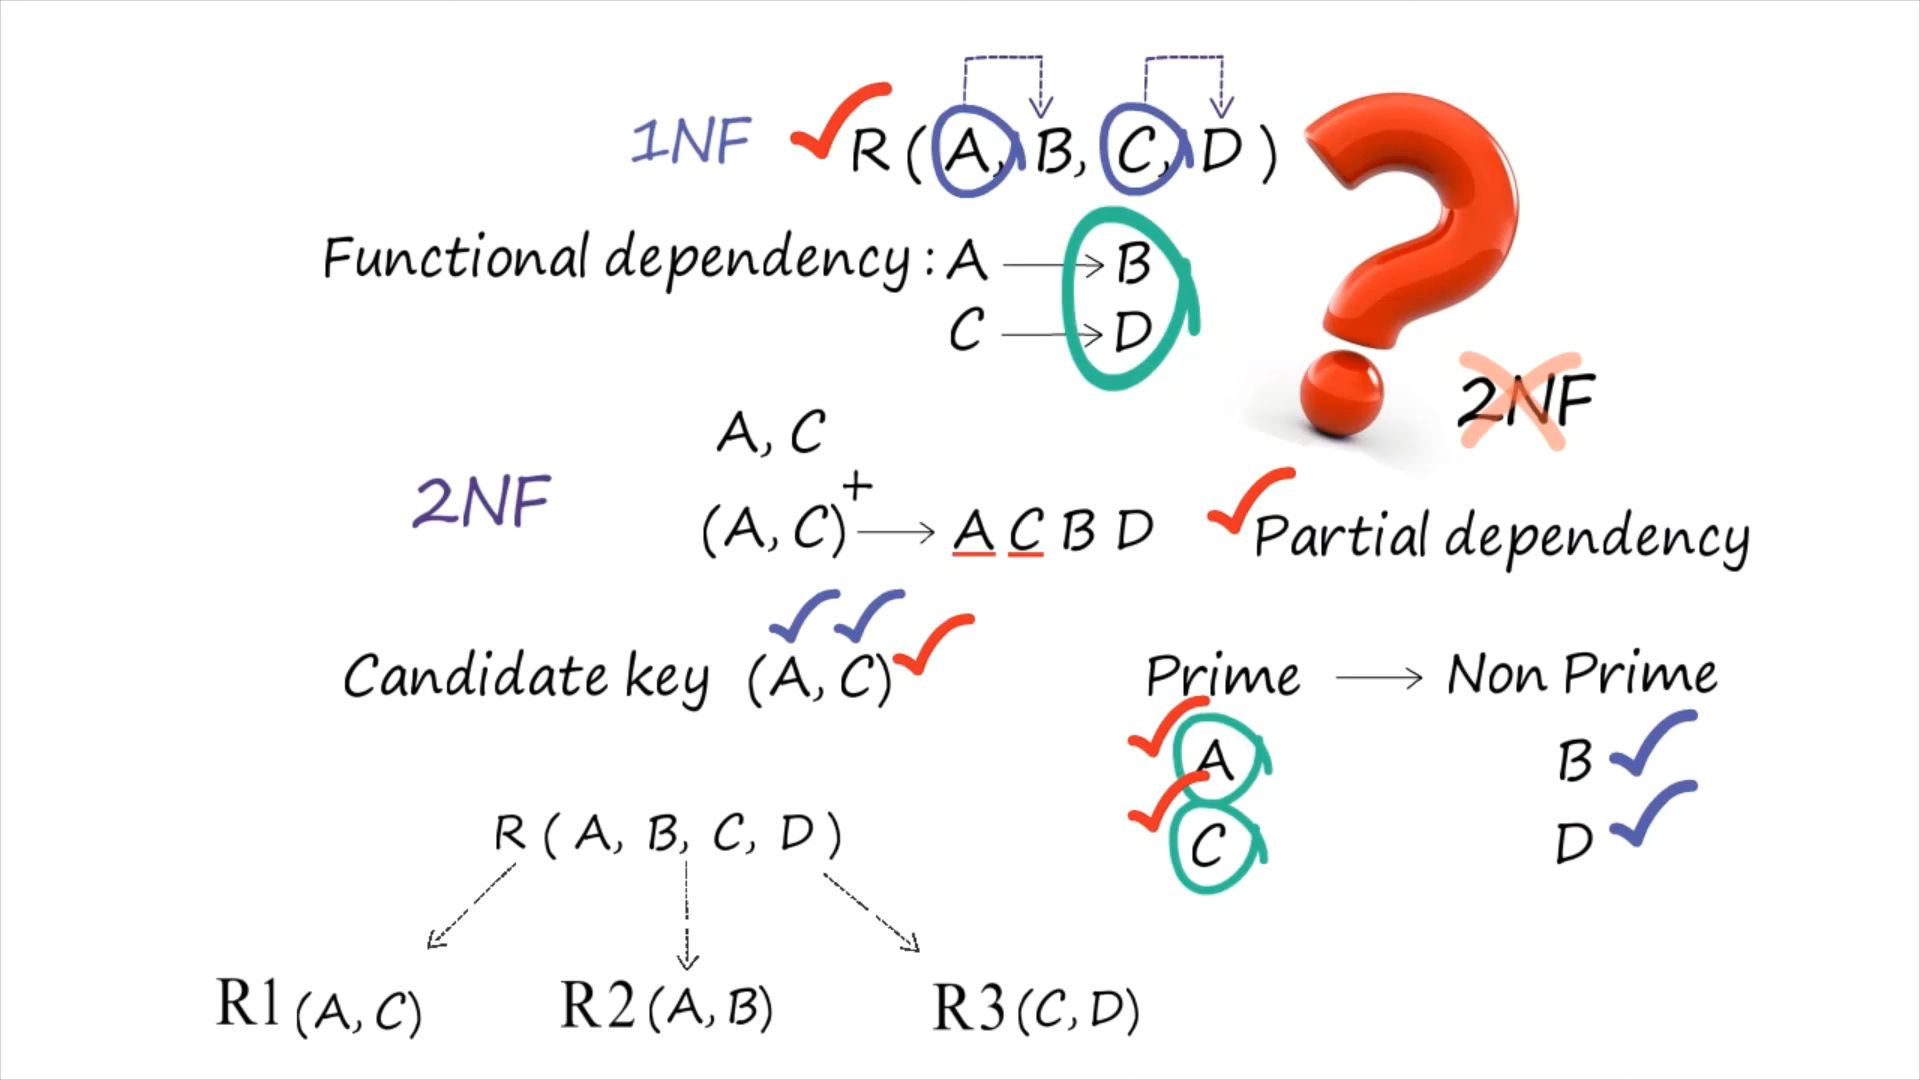 1NF R ( A, B, C, D )
Functional dependency : A → B
C → D
2NF
A, C
2NF (A, C)+ → A C B D Partial dependency
Candidate key (A, C)
Prime → Non Prime
A B
C D
R ( A, B, C, D )
R1 (A, C) R2 (A, B) R3 (C, D)